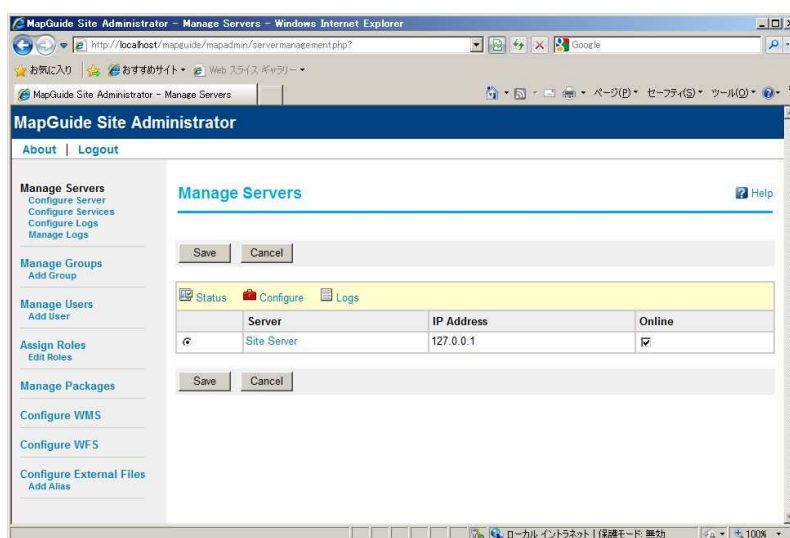 MapGuide Site Administrator - Manage Servers - Windows Internet Explorer
http://localhost/mapguide/mapadmin/servermanagement.php?
Google
お気に入り おすすめサイト Web スライス ギャラリー
MapGuide Site Administrator - Manage Servers
ページ(P) セーフティ(S) ツール(O)
MapGuide Site Administrator
About | Logout
Manage Servers
Configure Server
Configure Services
Configure Logs
Manage Logs
Manage Groups
Add Group
Manage Users
Add User
Assign Roles
Edit Roles
Manage Packages
Configure WMS
Configure WFS
Configure External Files
Add Alias
Manage Servers
Help
Save Cancel
Status Configure Logs
Server IP Address Online
Site Server 127.0.0.1
Save Cancel
ローカル イントラネット | 保護モード: 無効
100%